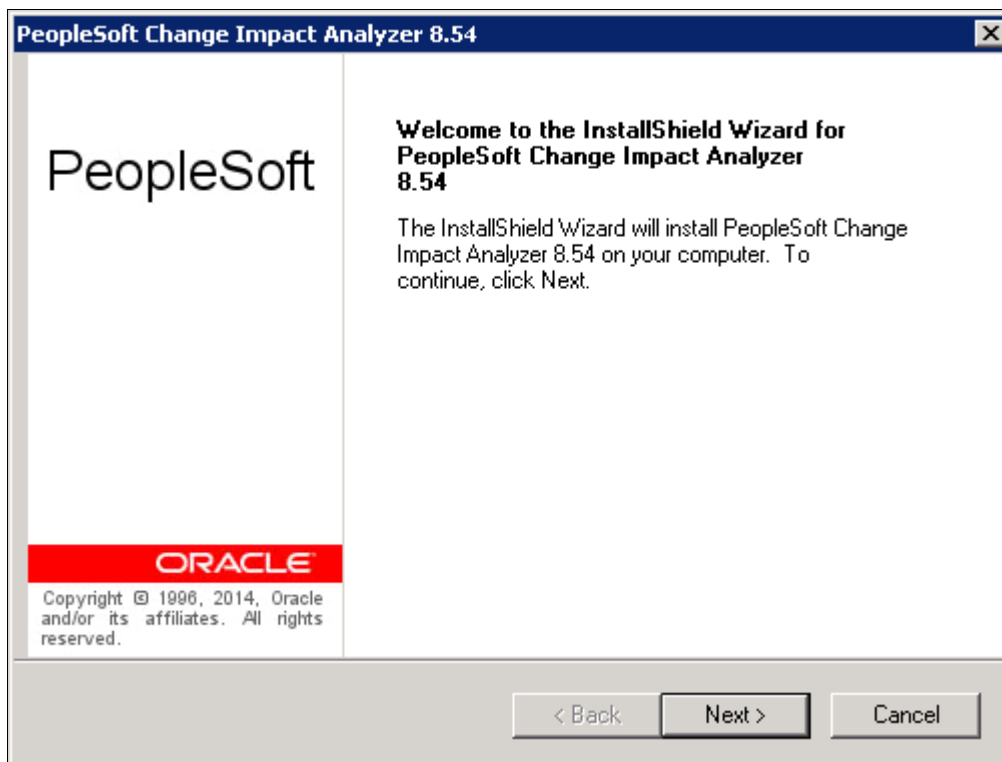 PeopleSoft Change Impact Analyzer 8.54
PeopleSoft
Welcome to the InstallShield Wizard for
PeopleSoft Change Impact Analyzer
8.54
The InstallShield Wizard will install PeopleSoft Change
Impact Analyzer 8.54 on your computer.  To
continue, click Next.
ORACLE
Copyright © 1996, 2014, Oracle
and/or its affiliates. All rights
reserved.
< Back
Next >
Cancel